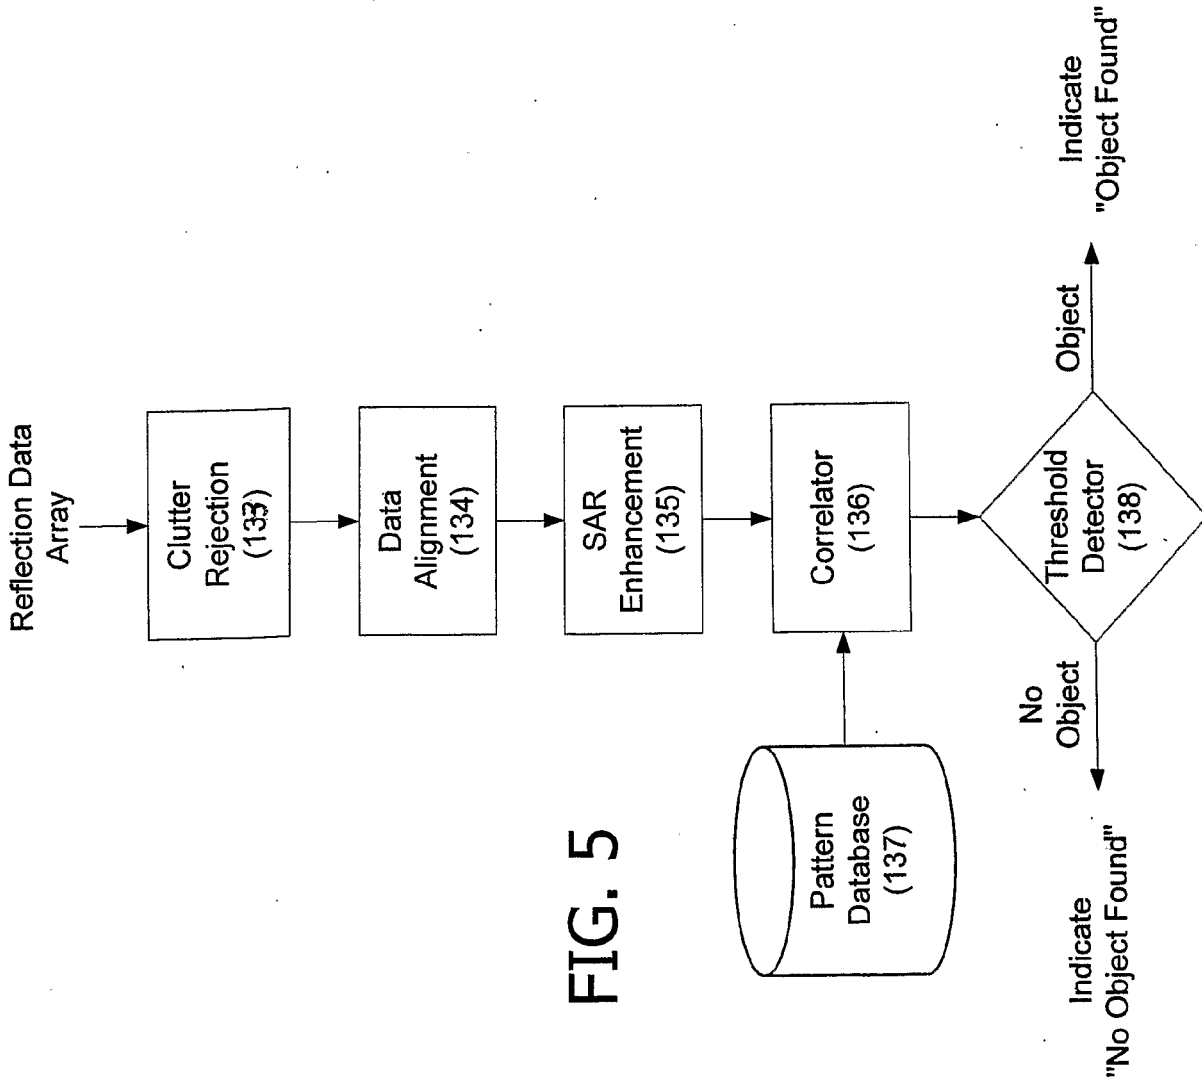 Reflection Data
Array
Clutter
Rejection
(133)
Data
Alignment
(134)
SAR
Enhancement
(135)
Pattern
Database
(137)
Correlator
(136)
Threshold
Detector
(138)
No
Object
Object
Indicate
"No Object Found"
Indicate
"Object Found"
FIG. 5